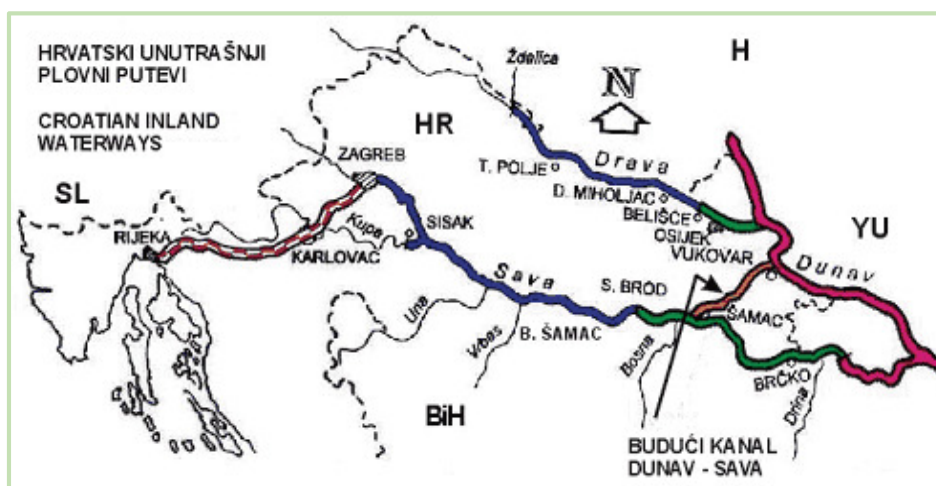 HRVATSKI UNUTRAŠNJI
PLOVNI PUTEVI
CROATIAN INLAND
WATERWAYS
H
N
Ždalica
HR
ZAGREB
T. POLJE
Drava
D. MIHOLJAC
BELIŠĆE
OSIJEK
VUKOVAR
YU
SL
RIJEKA
KARLOVAC
Kupa
SISAK
Sava
S. BROD
Dunav
ŠAMAC
Una
Vrbas
B. ŠAMAC
Bosna
BRČKO
Drina
BiH
BUDUĆI KANAL
DUNAV - SAVA